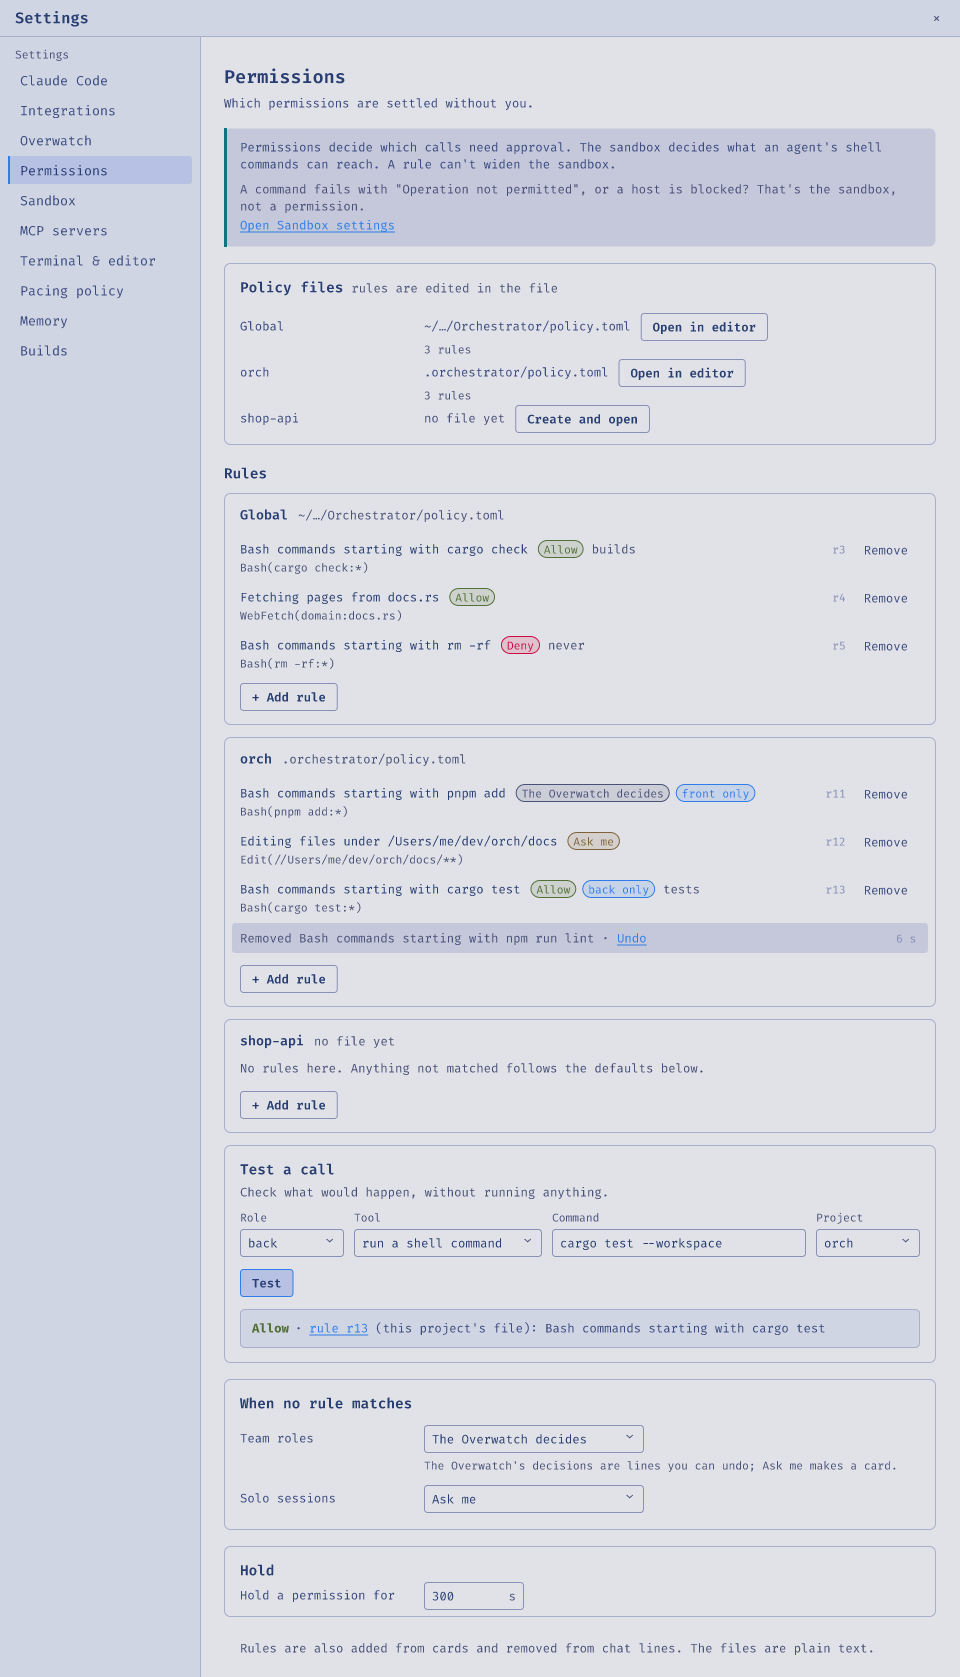 Settings ×
Settings
Claude Code
Integrations
Overwatch
Permissions
Sandbox
MCP servers
Terminal & editor
Pacing policy
Memory
Builds
Permissions
Which permissions are settled without you.
Permissions decide which calls need approval. The sandbox decides what an agent's shell
commands can reach. A rule can't widen the sandbox.
A command fails with "Operation not permitted", or a host is blocked? That's the sandbox,
not a permission.
Open Sandbox settings
Policy files rules are edited in the file
Global ~/…/Orchestrator/policy.toml Open in editor
3 rules
orch .orchestrator/policy.toml Open in editor
3 rules
shop-api no file yet Create and open
Rules
Global ~/…/Orchestrator/policy.toml
Bash commands starting with cargo check Allow builds r3 Remove
Bash(cargo check:*)
Fetching pages from docs.rs Allow r4 Remove
WebFetch(domain:docs.rs)
Bash commands starting with rm -rf Deny never r5 Remove
Bash(rm -rf:*)
+ Add rule
orch .orchestrator/policy.toml
Bash commands starting with pnpm add The Overwatch decides front only r11 Remove
Bash(pnpm add:*)
Editing files under /Users/me/dev/orch/docs Ask me r12 Remove
Edit(//Users/me/dev/orch/docs/**)
Bash commands starting with cargo test Allow back only tests r13 Remove
Bash(cargo test:*)
Removed Bash commands starting with npm run lint · Undo 6 s
+ Add rule
shop-api no file yet
No rules here. Anything not matched follows the defaults below.
+ Add rule
Test a call
Check what would happen, without running anything.
Role Tool Command Project
back run a shell command cargo test --workspace orch
Test
Allow · rule r13 (this project's file): Bash commands starting with cargo test
When no rule matches
Team roles The Overwatch decides
The Overwatch's decisions are lines you can undo; Ask me makes a card.
Solo sessions Ask me
Hold
Hold a permission for 300 s
Rules are also added from cards and removed from chat lines. The files are plain text.